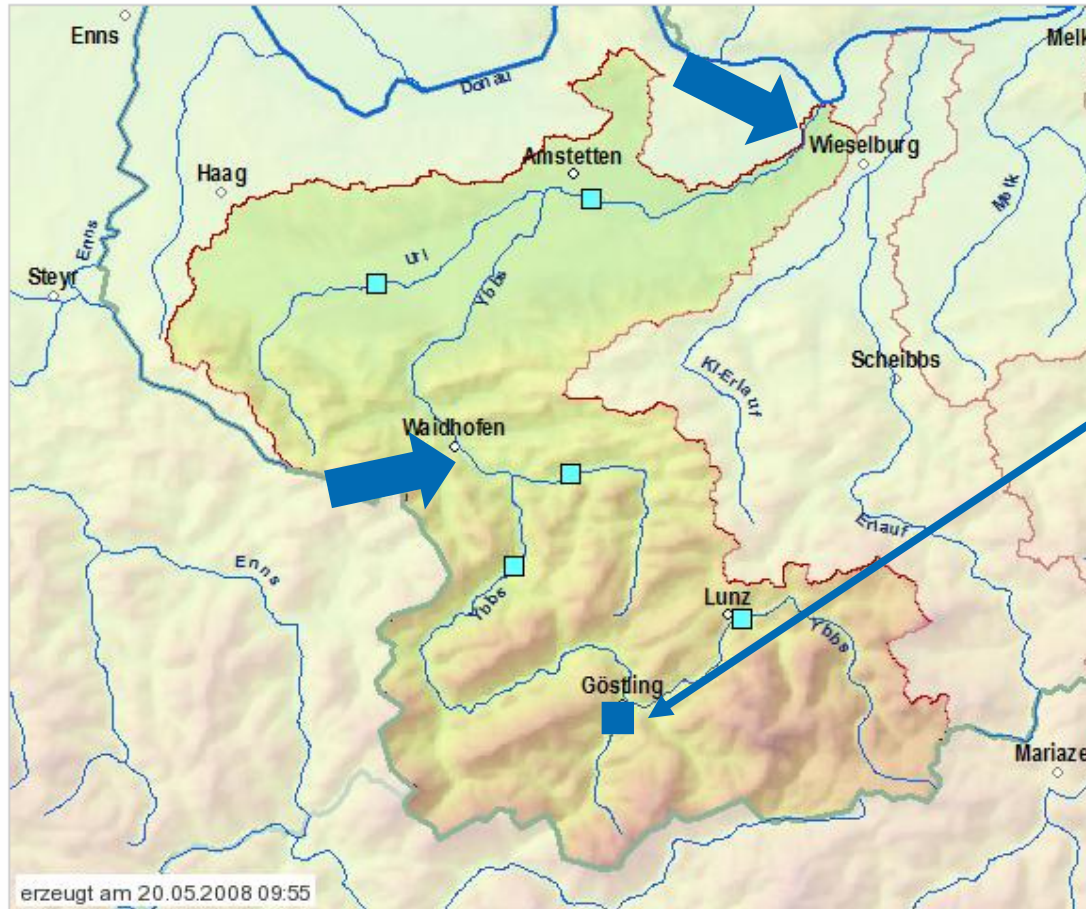 Enns
Melk
Donau
Amstetten
Wieselburg
Haag
Melk
Enns
Url
Steyr
Ybbs
Scheibbs
Kl-Erlauf
Waidhofen
Erlauf
Enns
Ybbs
Lunz
Ybbs
Göstling
Mariaze
erzeugt am 20.05.2008 09:55